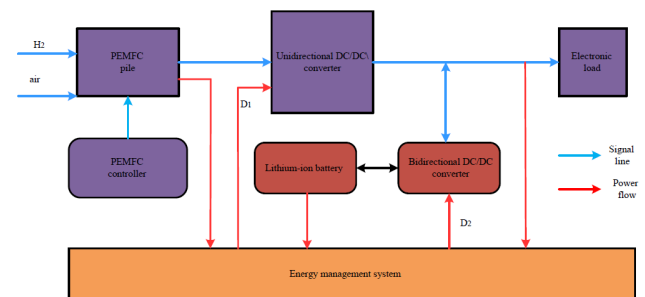 H2
air
PEMFC
pile
Unidirectional DC/DC\
converter
Electronic
load
D1
PEMFC
controller
Lithium-ion battery
Bidirectional DC/DC
converter
Signal
line
Power
flow
D2
Energy management system